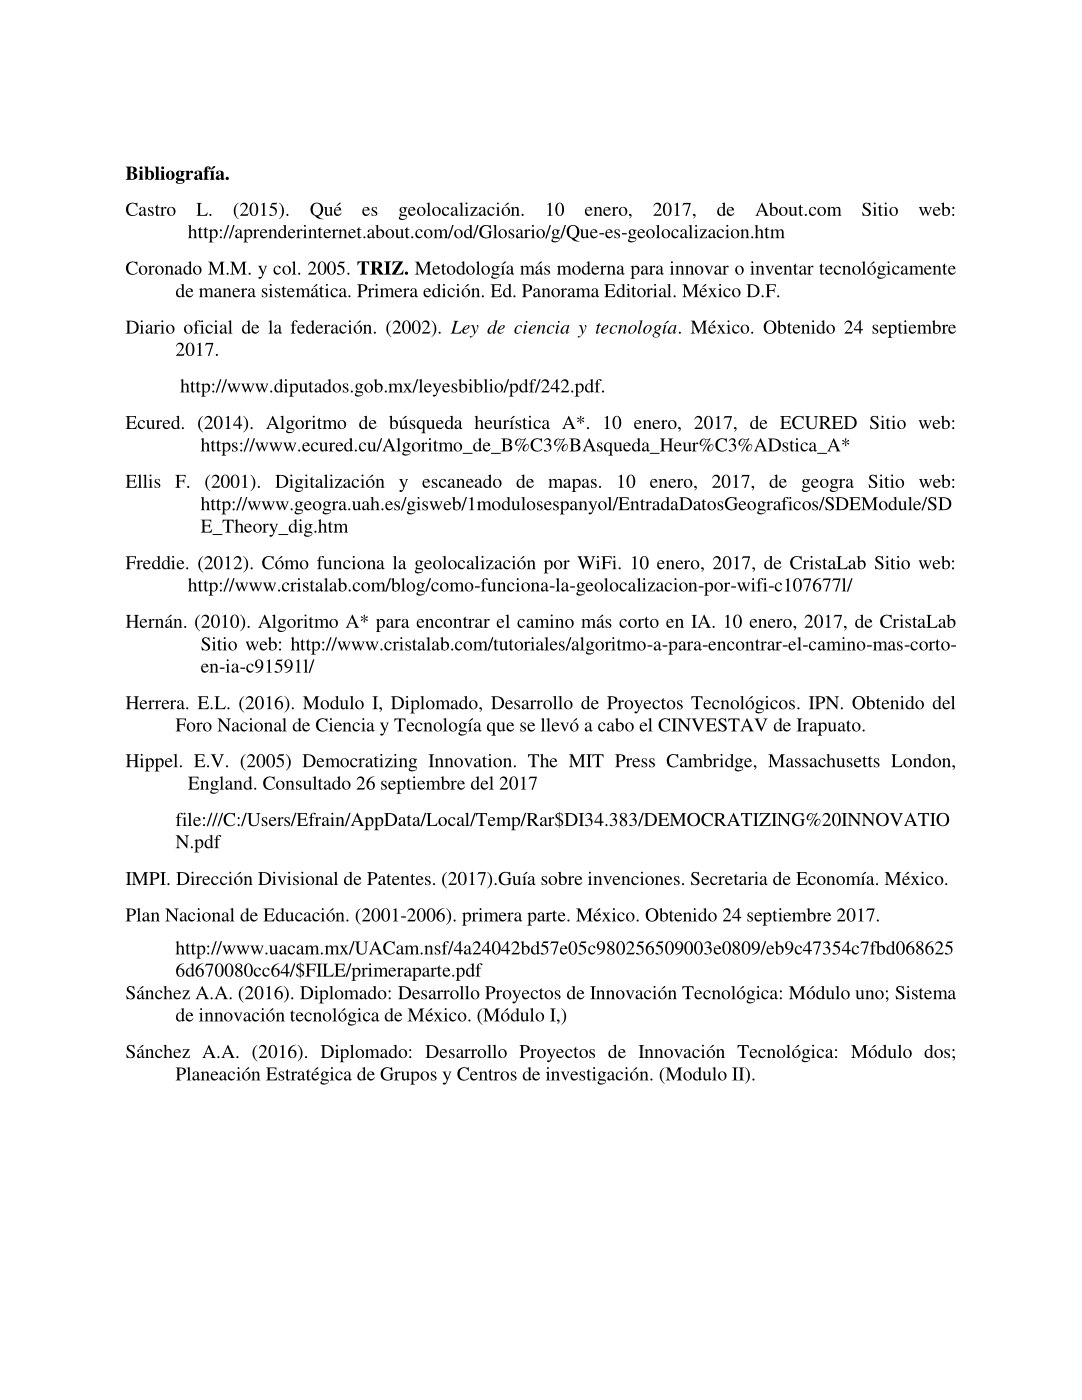 Bibliografía.
Castro L. (2015). Qué es geolocalización. 10 enero, 2017, de About.com Sitio web:
http://aprenderinternet.about.com/od/Glosario/g/Que-es-geolocalizacion.htm
Coronado M.M. y col. 2005. TRIZ. Metodología más moderna para innovar o inventar tecnológicamente
de manera sistemática. Primera edición. Ed. Panorama Editorial. México D.F.
Diario oficial de la federación. (2002). Ley de ciencia y tecnología. México. Obtenido 24 septiembre
2017.
http://www.diputados.gob.mx/leyesbiblio/pdf/242.pdf.
Ecured. (2014). Algoritmo de búsqueda heurística A*. 10 enero, 2017, de ECURED Sitio web:
https://www.ecured.cu/Algoritmo_de_B%C3%BAsqueda_Heur%C3%ADstica_A*
Ellis F. (2001). Digitalización y escaneado de mapas. 10 enero, 2017, de geogra Sitio web:
http://www.geogra.uah.es/gisweb/1modulosespanyol/EntradaDatosGeograficos/SDEModule/SD
E_Theory_dig.htm
Freddie. (2012). Cómo funciona la geolocalización por WiFi. 10 enero, 2017, de CristaLab Sitio web:
http://www.cristalab.com/blog/como-funciona-la-geolocalizacion-por-wifi-c107677l/
Hernán. (2010). Algoritmo A* para encontrar el camino más corto en IA. 10 enero, 2017, de CristaLab
Sitio web: http://www.cristalab.com/tutoriales/algoritmo-a-para-encontrar-el-camino-mas-corto-
en-ia-c91591l/
Herrera. E.L. (2016). Modulo I, Diplomado, Desarrollo de Proyectos Tecnológicos. IPN. Obtenido del
Foro Nacional de Ciencia y Tecnología que se llevó a cabo el CINVESTAV de Irapuato.
Hippel. E.V. (2005) Democratizing Innovation. The MIT Press Cambridge, Massachusetts London,
England. Consultado 26 septiembre del 2017
file:///C:/Users/Efrain/AppData/Local/Temp/Rar$DI34.383/DEMOCRATIZING%20INNOVATIO
N.pdf
IMPI. Dirección Divisional de Patentes. (2017).Guía sobre invenciones. Secretaria de Economía. México.
Plan Nacional de Educación. (2001-2006). primera parte. México. Obtenido 24 septiembre 2017.
http://www.uacam.mx/UACam.nsf/4a24042bd57e05c980256509003e0809/eb9c47354c7fbd068625
6d670080cc64/$FILE/primeraparte.pdf
Sánchez A.A. (2016). Diplomado: Desarrollo Proyectos de Innovación Tecnológica: Módulo uno; Sistema
de innovación tecnológica de México. (Módulo I,)
Sánchez A.A. (2016). Diplomado: Desarrollo Proyectos de Innovación Tecnológica: Módulo dos;
Planeación Estratégica de Grupos y Centros de investigación. (Modulo II).